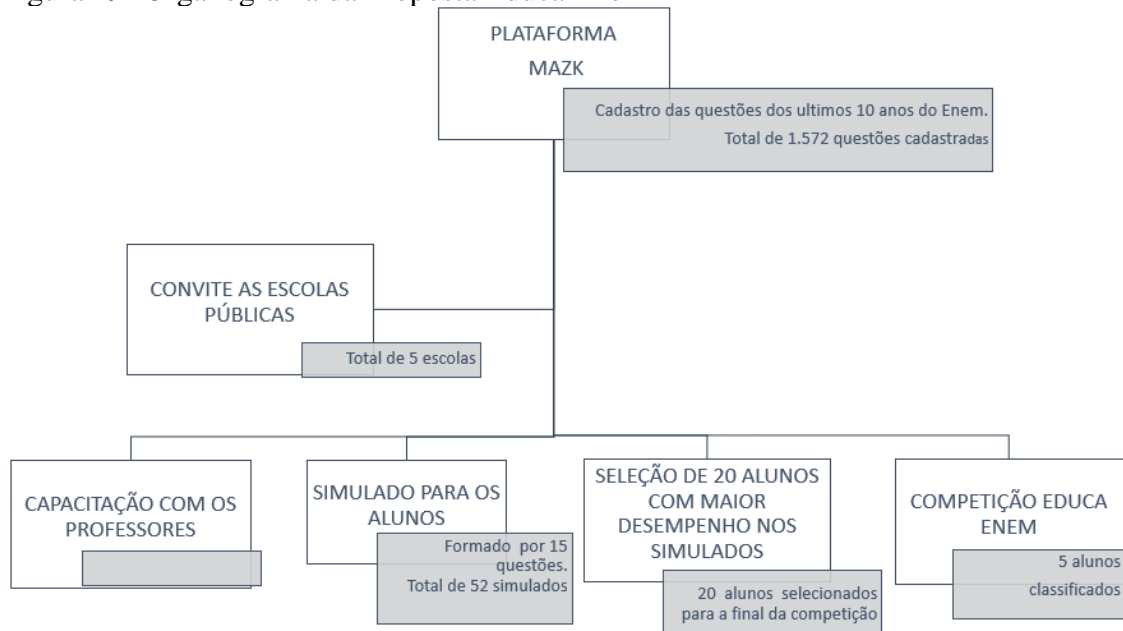 PLATAFORMA
MAZK
Cadastro das questões dos ultimos 10 anos do Enem.
Total de 1.572 questões cadastradas
CONVITE AS ESCOLAS
PÚBLICAS
Total de 5 escolas
CAPACITAÇÃO COM OS
PROFESSORES
SIMULADO PARA OS
ALUNOS
Formado por 15
questões.
Total de 52 simulados
SELEÇÃO DE 20 ALUNOS
COM MAIOR
DESEMPENHO NOS
SIMULADOS
20 alunos selecionados
para a final da competição
COMPETIÇÃO EDUCA
ENEM
5 alunos
classificados